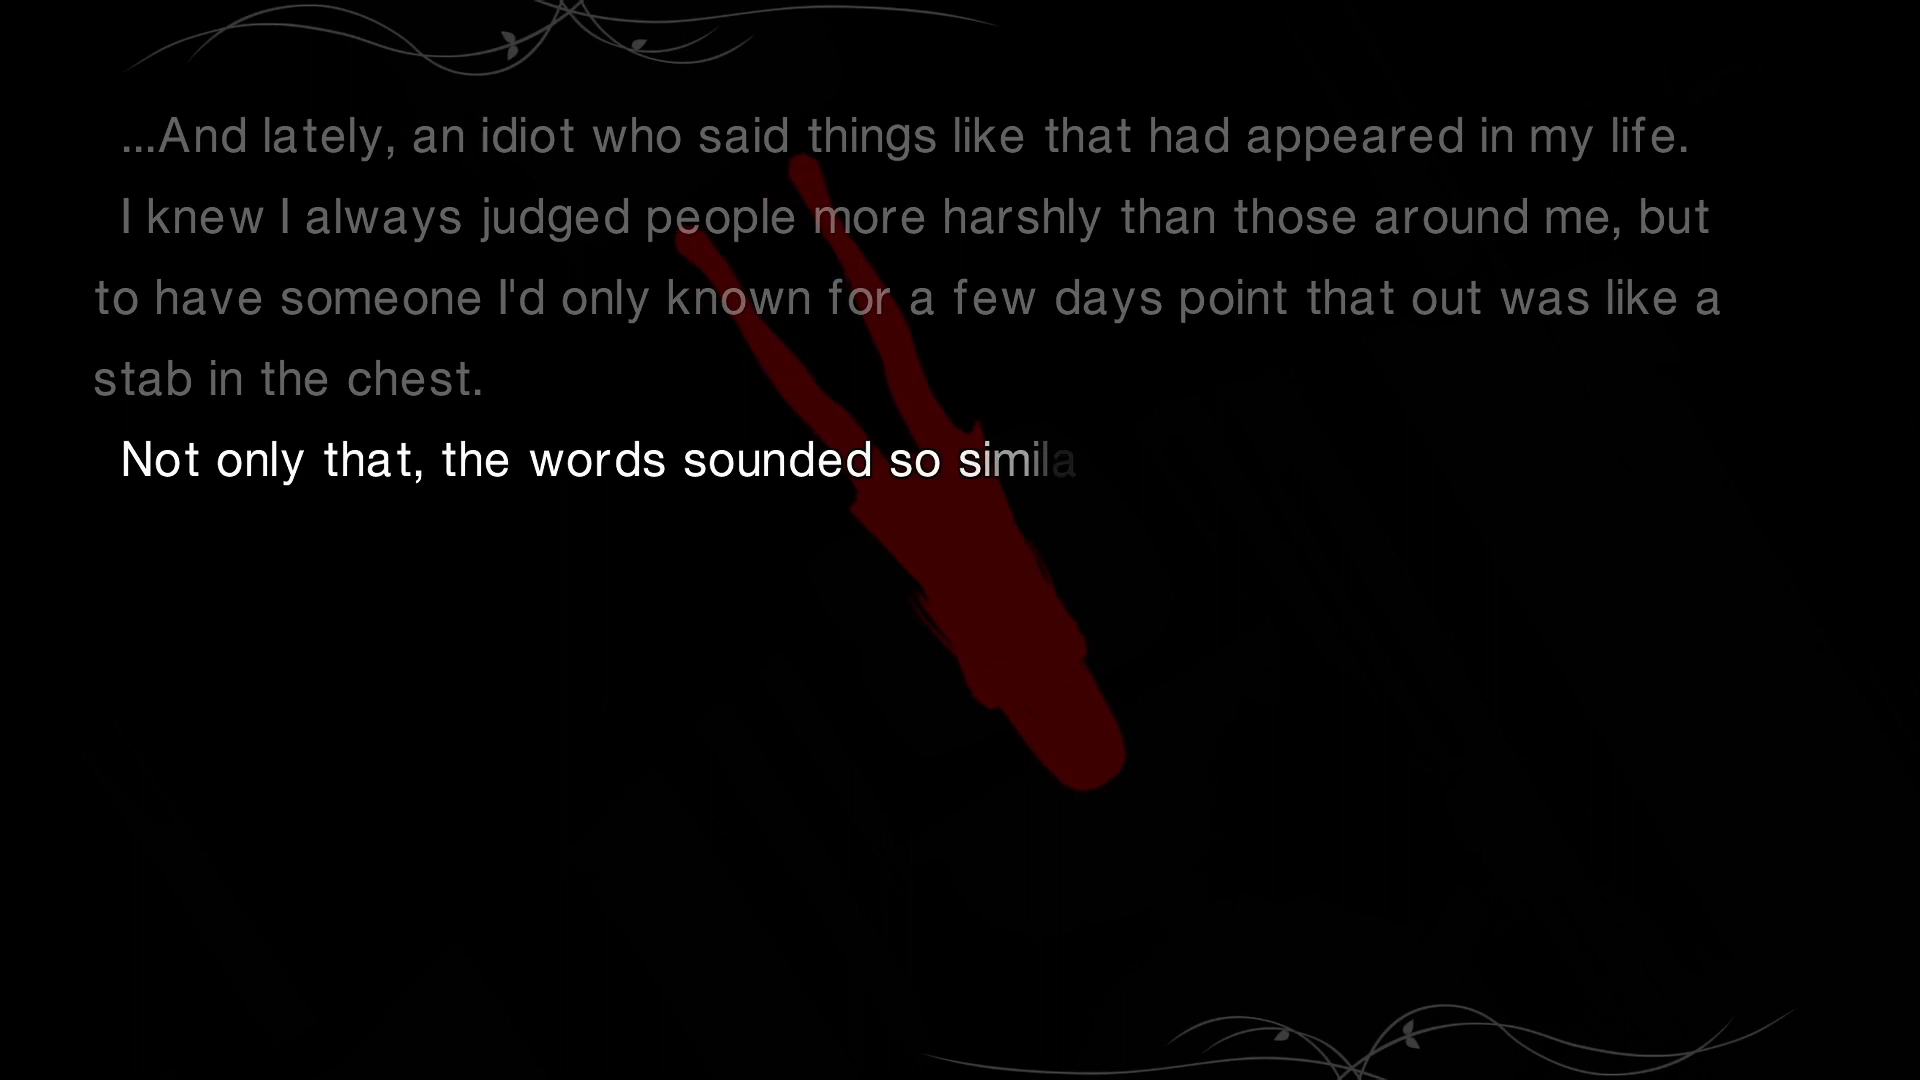 ...And lately, an idiot who said things like that had appeared in my life.
I knew I always judged people more harshly than those around me, but
to have someone I'd only known for a few days point that out was like a
stab in the chest.
Not only that, the words sounded so simila